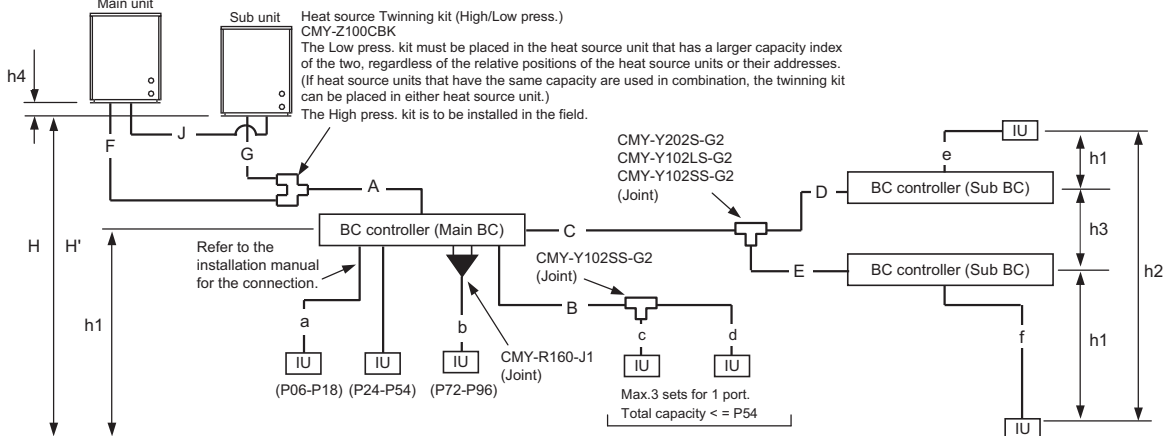 Main unit
Sub unit
Heat source Twinning kit (High/Low press.)
CMY-Z100CBK
The Low press. kit must be placed in the heat source unit that has a larger capacity index
of the two, regardless of the relative positions of the heat source units or their addresses.
(If heat source units that have the same capacity are used in combination, the twinning kit
can be placed in either heat source unit.)
The High press. kit is to be installed in the field.
h4
F
J
G
A
H
H'
h1
BC controller (Main BC)
Refer to the
installation manual
for the connection.
a
IU
(P06-P18)
IU
(P24-P54)
b
IU
(P72-P96)
CMY-R160-J1
(Joint)
B
CMY-Y102SS-G2
(Joint)
c
IU
d
IU
Max.3 sets for 1 port.
Total capacity < = P54
C
CMY-Y202S-G2
CMY-Y102LS-G2
CMY-Y102SS-G2
(Joint)
D
E
e
IU
BC controller (Sub BC)
BC controller (Sub BC)
f
IU
h1
h3
h1
h2